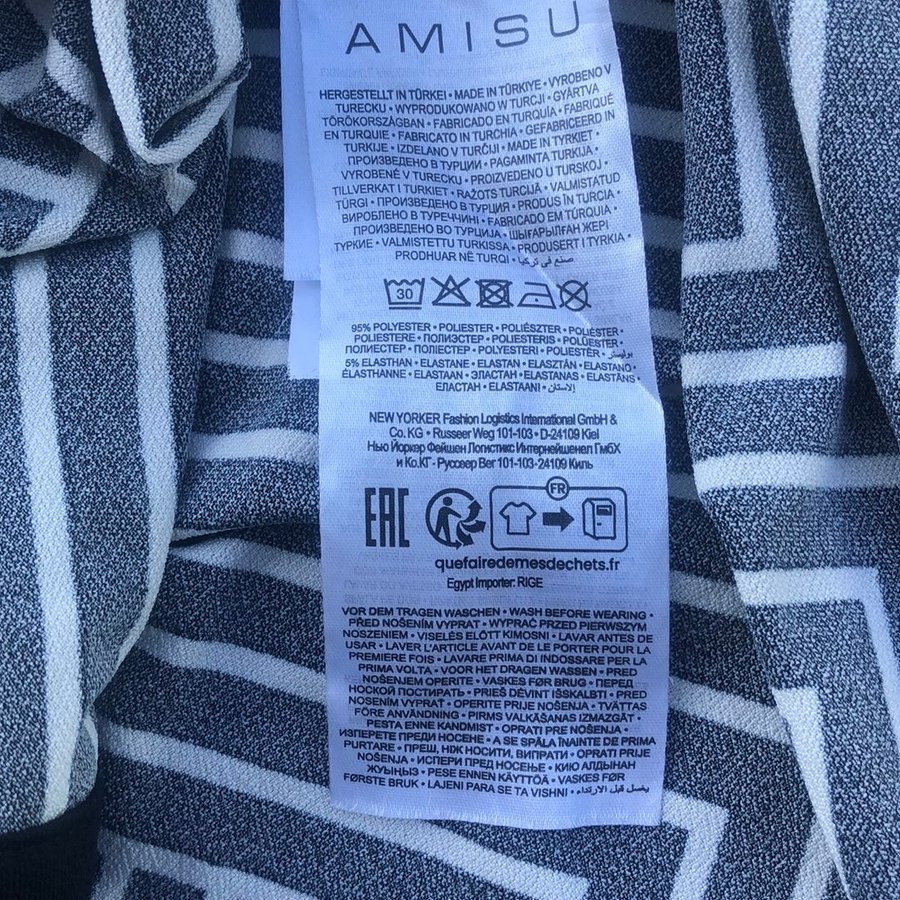 AMISU
HERGESTELLT IN TÜRKEI • MADE IN TÜRKIYE • VYROBENO V
TURECKU • WYPRODUKOWANO W TURCJI • GYÁRTVA
TÖRÖKORSZÁGBAN • FABRICADO EN TURQUÍA • FABRIQUÉ
EN TURQUIE • FABRICATO IN TURCHIA • GEFABRICEERD IN
TURKIJE • IZDELANO V TURČIJI • MADE IN TYRKIET •
ПРОИЗВЕДЕНО В ТУРЦИИ • PAGAMINTA TURKIJA •
VYROBENÉ V TURECKU • PROIZVEDENO U TURSKOJ •
TILLVERKAT I TURKIET • RAŽOTS TURCIJĀ • VALMISTATUD
TÜRGI • ПРОИЗВЕДЕНО В ТУРЦИЯ • PRODUS ÎN TURCIA •
ВИРОБЛЕНО В ТУРЕЧЧИНІ • FABRICADO EM TURQUIA •
ПРОИЗВЕДЕНО ВО ТУРЦИЈА • ШЫҒАРЫЛҒАН ЖЕРІ
ТҮРКИЕ • VALMISTETTU TURKISSA • PRODUSERT I TYRKIA •
PRODHUAR NË TURQI • صنع في تركيا
30
95% POLYESTER • POLIESTER • POLIÉSZTER • POLIÉSTER •
POLIESTERE • ПОЛИЭСТЕР • POLIESTERIS • POLÜESTER •
ПОЛИЕСТЕР • ПОЛІЕСТЕР • POLYESTERI • POLIESTËR • بوليستر
5% ELASTHAN • ELASTANE • ELASTAN • ELASZTÁN • ELASTANO •
ÉLASTHANNE • ELASTAAN • ЭЛАСТАН • ELASTANAS • ELASTĀNS •
ЕЛАСТАН • ELASTAANI • الاستان
NEW YORKER Fashion Logistics International GmbH &
Co. KG • Russeer Weg 101-103 • D-24109 Kiel
Нью Йоркер Фейшен Логистикс Интернейшенел ГмбХ
и Ко.КГ • Руссеер Вег 101-103-24109 Киль
EAC
FR
quefairedemesdechets.fr
Egypt Importer: RIGE
VOR DEM TRAGEN WASCHEN • WASH BEFORE WEARING •
PŘED NOŠENÍM VYPRAT • WYPRAĆ PRZED PIERWSZYM
NOSZENIEM • VISELÉS ELŐTT KIMOSNI • LAVAR ANTES DE
USAR • LAVER L'ARTICLE AVANT DE LE PORTER POUR LA
PREMIERE FOIS • LAVARE PRIMA DI INDOSSARE PER LA
PRIMA VOLTA • VOOR HET DRAGEN WASSEN • PRED
NOŠENJEM OPERITE • VASKES FØR BRUG • ПЕРЕД
НОСКОЙ ПОСТИРАТЬ • PRIEŠ DĖVINT IŠSKALBTI • PRED
NOSENÍM VYPRAŤ • OPERITE PRIJE NOŠENJA • TVÄTTAS
FÖRE ANVÄNDNING • PIRMS VALKĀŠANAS IZMAZGĀT •
PESTA ENNE KANDMIST • OPRATI PRE NOŠENJA •
ИЗПЕРЕТЕ ПРЕДИ НОСЕНЕ • A SE SPĂLA ÎNAINTE DE PRIMA
PURTARE • ПРЕШ, НІЖ НОСИТИ, ВИПРАТИ • OPRATI PRIJE
NOŠENJA • ИСПЕРИ ПРЕД НОСЕЊЕ • КИЮ АЛДЫНАН
ЖУЫҢЫЗ • PESE ENNEN KÄYTTÖÄ • VASKES FØR
FØRSTE BRUK • LAJENI PARA SE TA VISHNI • يغسل قبل الارتداء